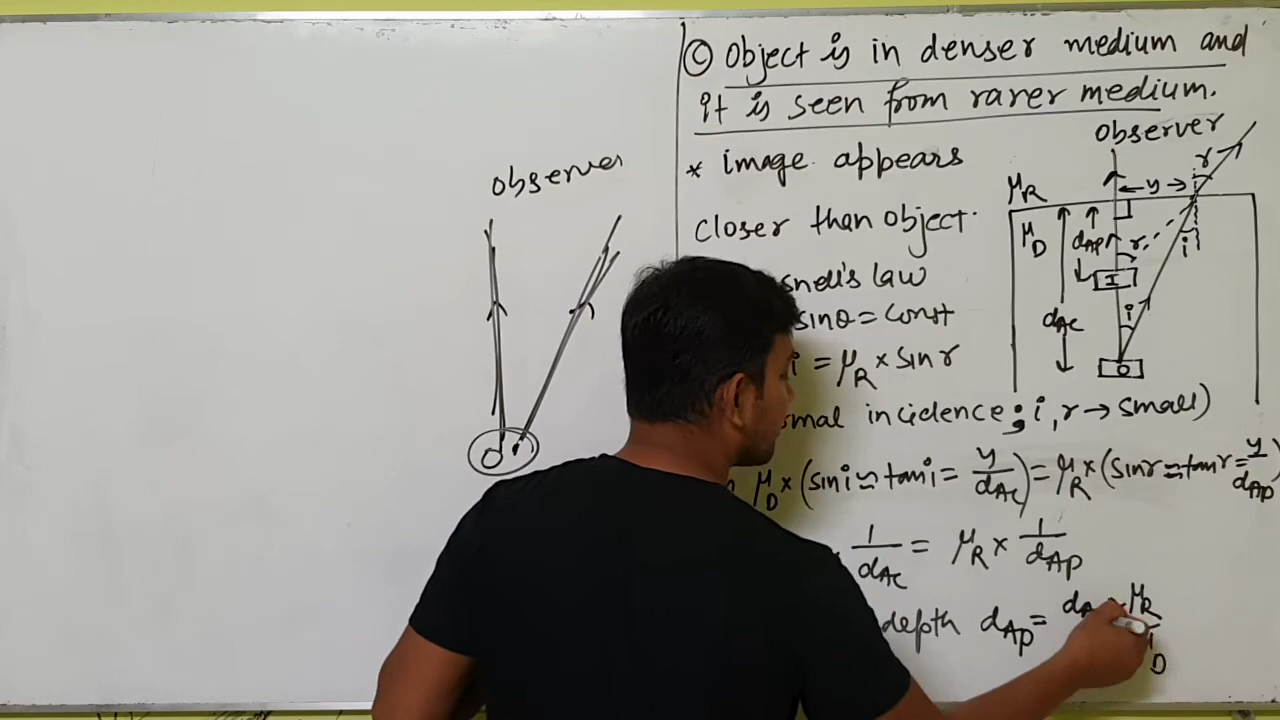 © Object is in denser medium and
it is seen from rarer medium.
Observer
* image appears
closer than object.
snell's law
sinθ = const
i = μR × sin r
incidence; i, r → small)
μD × (sin i ≈ tan i = y/dAc) = μR × (sin r ≈ tan r = y/dAp)
1/dAc = μR × 1/dAp
depth dAp =
μR
D
Observer
O
μR
y
r
i
μD
dAp
r
i
I
dAc
i
O